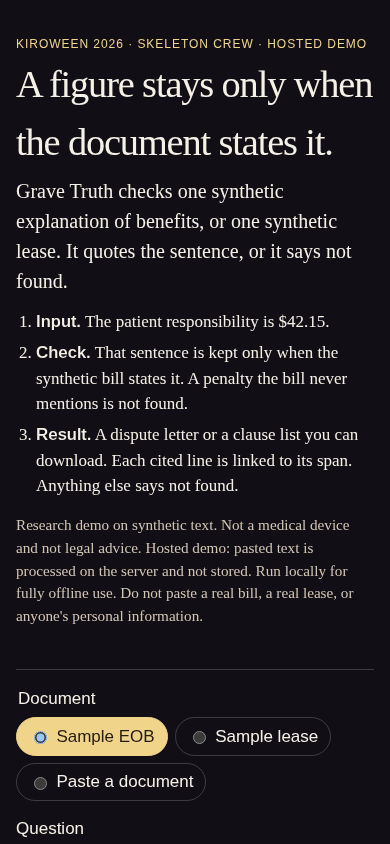 KIROWEEN 2026 · SKELETON CREW · HOSTED DEMO
A figure stays only when
the document states it.
Grave Truth checks one synthetic
explanation of benefits, or one synthetic
lease. It quotes the sentence, or it says not
found.
1. Input. The patient responsibility is $42.15.
2. Check. That sentence is kept only when the
synthetic bill states it. A penalty the bill never
mentions is not found.
3. Result. A dispute letter or a clause list you can
download. Each cited line is linked to its span.
Anything else says not found.
Research demo on synthetic text. Not a medical device
and not legal advice. Hosted demo: pasted text is
processed on the server and not stored. Run locally for
fully offline use. Do not paste a real bill, a real lease, or
anyone's personal information.
Document
Sample EOB
Sample lease
Paste a document
Question